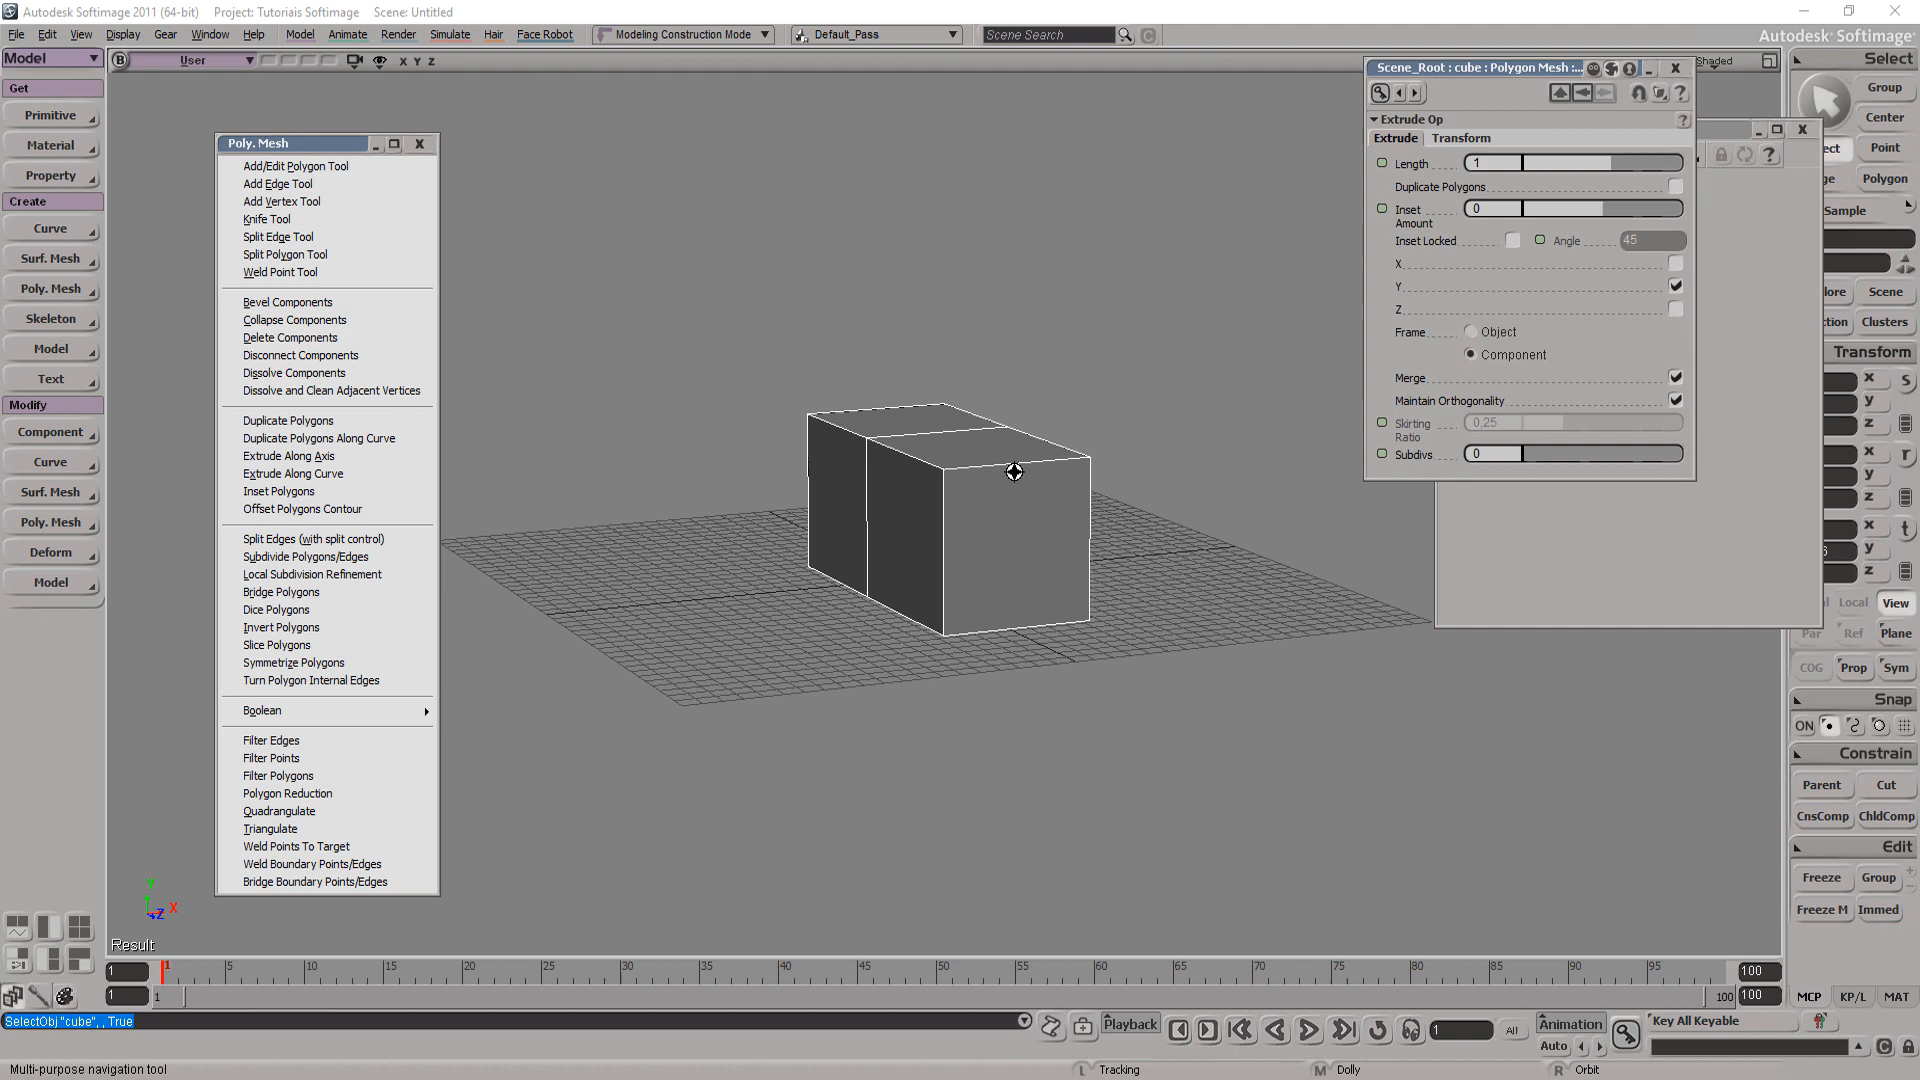 Autodesk Softimage 2011 (64-bit) Project: Tutoriais Softimage Scene: Untitled
File Edit View Display Gear Window Help Model Animate Render Simulate Hair Face Robot Modeling Construction Mode Default_Pass Scene Search Autodesk® Softimage®
Model
B User X Y Z
Shaded
Select
Get
Primitive
Material
Property
Create
Curve
Surf. Mesh
Poly. Mesh
Skeleton
Model
Text
Modify
Component
Curve
Surf. Mesh
Poly. Mesh
Deform
Model
Poly. Mesh
Add/Edit Polygon Tool
Add Edge Tool
Add Vertex Tool
Knife Tool
Split Edge Tool
Split Polygon Tool
Weld Point Tool
Bevel Components
Collapse Components
Delete Components
Disconnect Components
Dissolve Components
Dissolve and Clean Adjacent Vertices
Duplicate Polygons
Duplicate Polygons Along Curve
Extrude Along Axis
Extrude Along Curve
Inset Polygons
Offset Polygons Contour
Split Edges (with split control)
Subdivide Polygons/Edges
Local Subdivision Refinement
Bridge Polygons
Dice Polygons
Invert Polygons
Slice Polygons
Symmetrize Polygons
Turn Polygon Internal Edges
Boolean
Filter Edges
Filter Points
Filter Polygons
Polygon Reduction
Quadrangulate
Triangulate
Weld Points To Target
Weld Boundary Points/Edges
Bridge Boundary Points/Edges
Scene_Root : cube : Polygon Mesh :...
Extrude Op
Extrude Transform
Length 1
Duplicate Polygons
Inset Amount 0
Inset Locked Angle 45
X
Y
Z
Frame Object
Component
Merge
Maintain Orthogonality
Skirting Ratio 0,25
Subdivs 0
Group
Center
ect Point
ge Polygon
Sample
lore Scene
ction Clusters
Transform
x S
y
z
x r
y
z
x t
6 y
z
al Local View
Par Ref Plane
COG Prop Sym
Snap
ON
Constrain
Parent Cut
CnsComp ChldComp
Edit
Freeze Group
Freeze M Immed
Y
Z X
Result
1 1 5 10 15 20 25 30 35 40 45 50 55 60 65 70 75 80 85 90 95 100
1 1 100 100
MCP KP/L MAT
SelectObj "cube", , True
Playback 1 All Animation
Auto
Key All Keyable
Multi-purpose navigation tool L Tracking M Dolly R Orbit